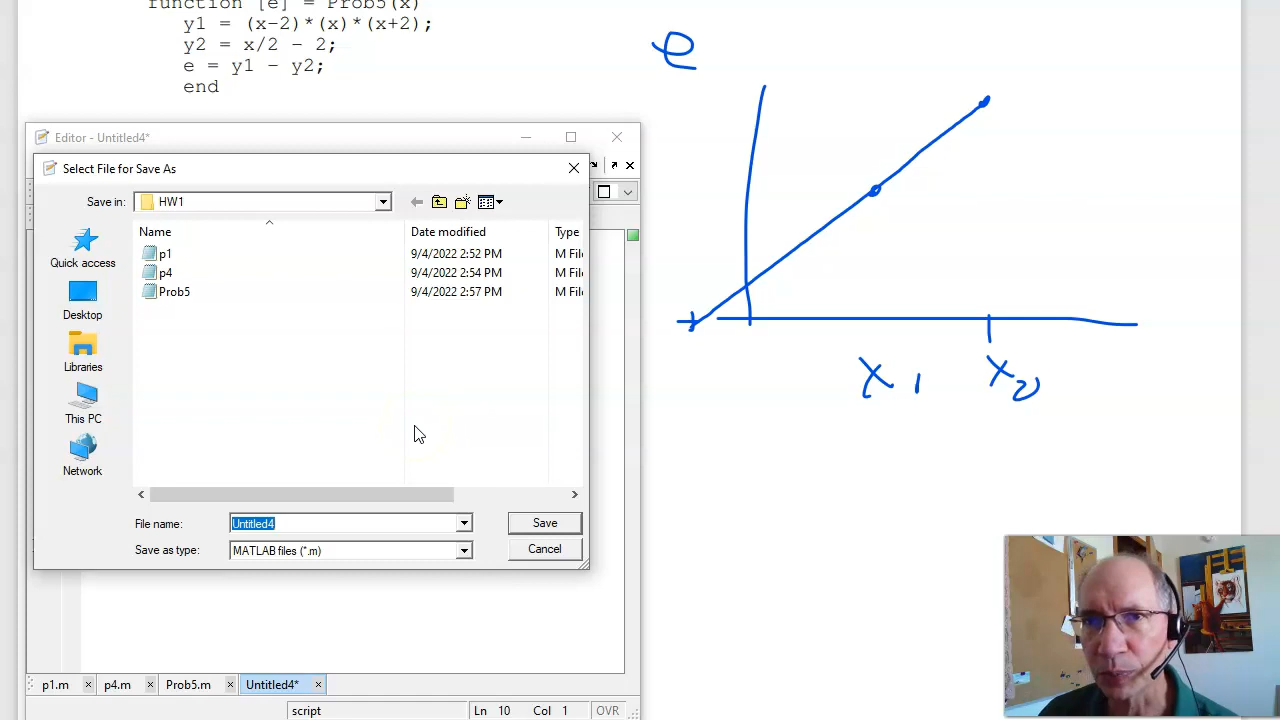 function [e] = Prob5(x)
y1 = (x-2)*(x)*(x+2);
y2 = x/2 - 2;
e = y1 - y2;
end
e
Editor - Untitled4*
Select File for Save As
Save in: HW1
Name Date modified Type
p1 9/4/2022 2:52 PM M File
p4 9/4/2022 2:54 PM M File
Prob5 9/4/2022 2:57 PM M File
Quick access
Desktop
Libraries
This PC
Network
File name: Untitled4 Save
Save as type: MATLAB files (*.m) Cancel
x1 x2
p1.m p4.m Prob5.m Untitled4*
script Ln 10 Col 1 OVR